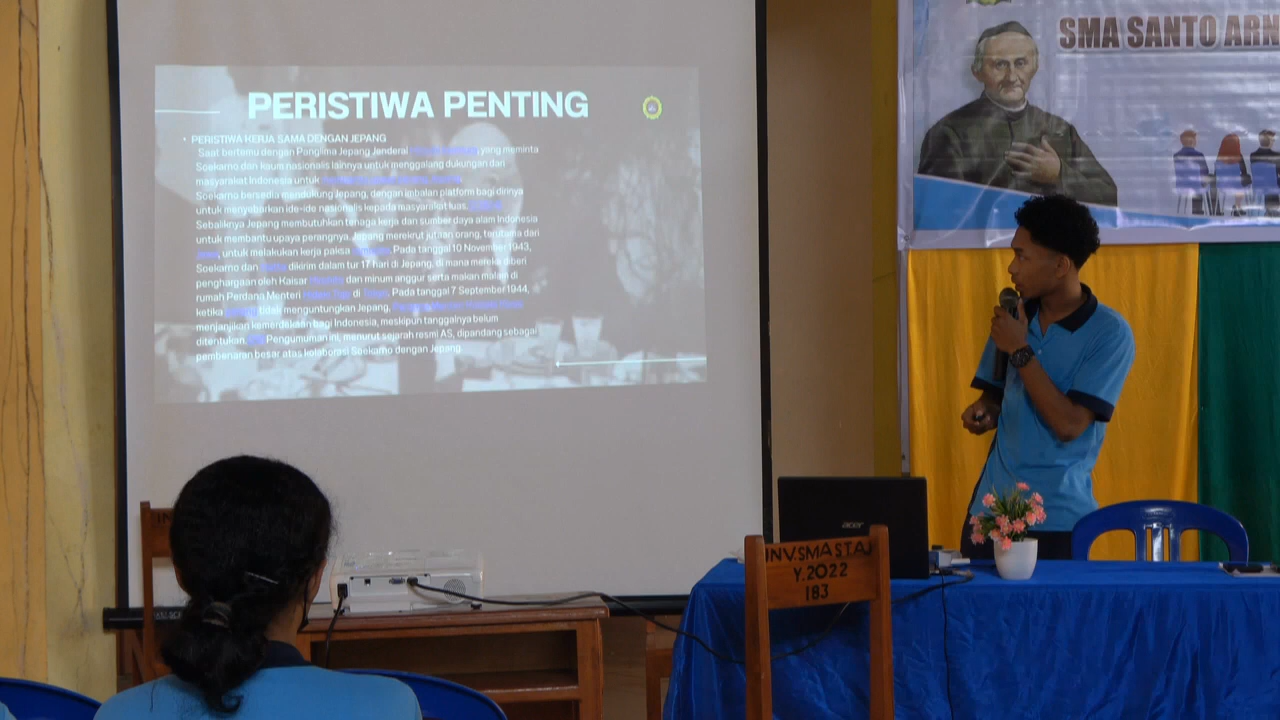 PERISTIWA PENTING
• PERISTIWA KERJA SAMA DENGAN JEPANG
Saat bertemu dengan Panglima Jepang Jenderal yang meminta
Soekarno dan kaum nasionalis lainnya untuk menggalang dukungan dari
masyarakat Indonesia untuk
Soekarno bersedia mendukung Jepang, dengan imbalan platform bagi dirinya
untuk menyebarkan ide-ide nasionalis kepada masyarakat luas.
Sebaliknya Jepang membutuhkan tenaga kerja dan sumber daya alam Indonesia
untuk membantu upaya perangnya. Jepang merekrut jutaan orang, terutama dari
Jawa, untuk melakukan kerja paksa. Pada tanggal 10 November 1943,
Soekarno dan dikirim dalam tur 17 hari di Jepang, di mana mereka diberi
penghargaan oleh Kaisar dan minum anggur serta makan malam di
rumah Perdana Menteri di Tokyo. Pada tanggal 7 September 1944,
ketika tidak menguntungkan Jepang,
menjanjikan kemerdekaan bagi Indonesia, meskipun tanggalnya belum
ditentukan. Pengumuman ini, menurut sejarah resmi AS, dipandang sebagai
pembenaran besar atas kolaborasi Soekarno dengan Jepang
SMA SANTO ARN
acer
INV.SMASTAJ
Y.2022
183